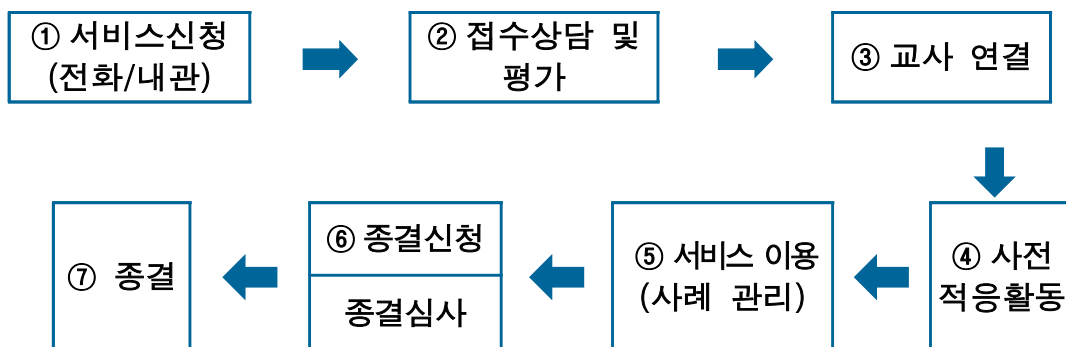 ① 서비스신청
(전화/내관)
② 접수상담 및
평가
③ 교사 연결
④ 사전
적응활동
⑤ 서비스 이용
(사례 관리)
⑥ 종결신청
종결심사
⑦ 종결